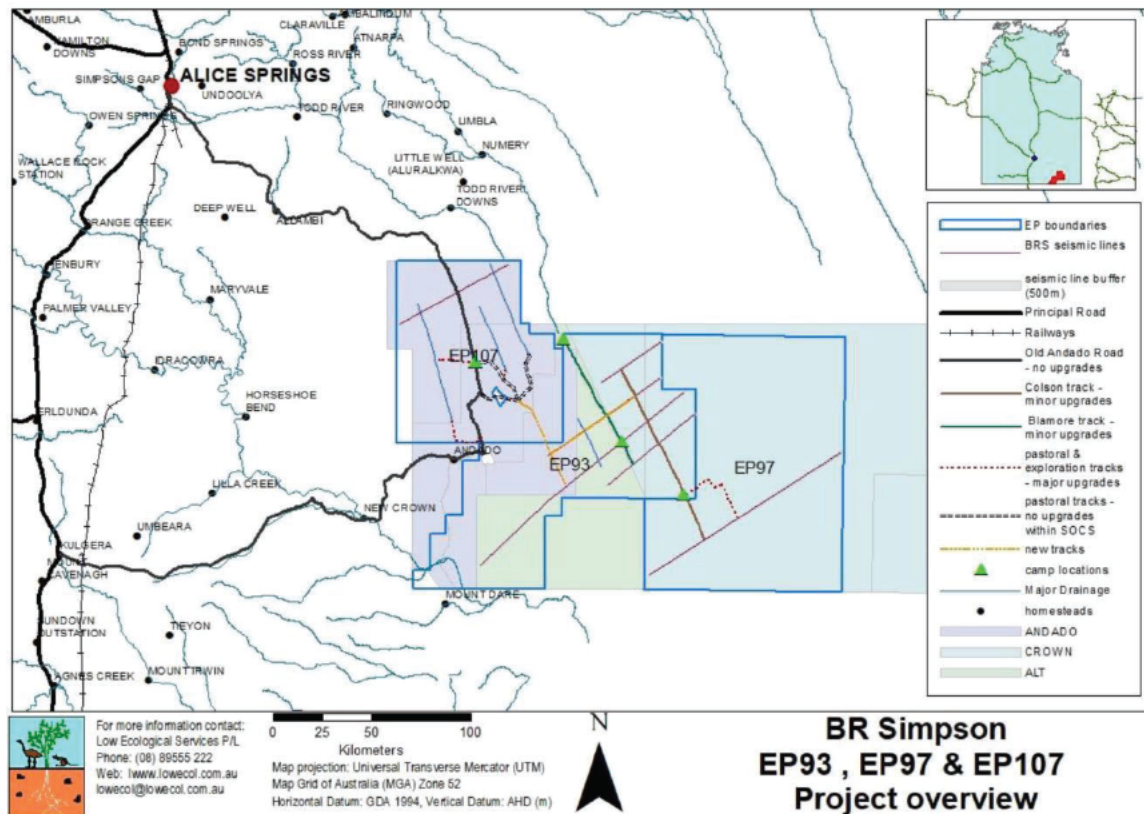 AMBURLA
HAMILTON
DOWNS
BOND SPRINGS
CLARAVILLE
AMBALINDUM
ATNARPA
ROSS RIVER
SIMPSONS GAP
ALICE SPRINGS
UNDOOLYA
OWEN SPRINGS
TODD RIVER
RINGWOOD
LIMBLA
NUMERY
WALLACE ROCK
STATION
LITTLE WELL
(ALURALKWA)
TODD RIVER
DOWNS
DEEP WELL
ALLAMBI
ORANGE CREEK
HENBURY
MARYVALE
PALMER VALLEY
IDRACOWRA
EP107
HORSESHOE
BEND
ERLDUNDA
ANDADO
EP93
EP97
LILLA CREEK
NEW CROWN
UMBEARA
KULGERA
MOUNT
CAVENAGH
MOUNT DARE
SUNDOWN
OUTSTATION
TIEYON
AGNES CREEK
MOUNT IRWIN
EP boundaries
BRS seismic lines
seismic line buffer
(500m)
Principal Road
Railways
Old Andado Road
- no upgrades
Colson track -
minor upgrades
Blamore track -
minor upgrades
pastoral &
exploration tracks
- major upgrades
pastoral tracks -
no upgrades
within SOCS
new tracks
camp locations
Major Drainage
homesteads
ANDADO
CROWN
ALT
For more information contact:
Low Ecological Services P/L
Phone: (08) 89555 222
Web: www.lowecol.com.au
lowecol@lowecol.com.au
0 25 50 100
Kilometers
Map projection: Universal Transverse Mercator (UTM)
Map Grid of Australia (MGA) Zone 52
Horizontal Datum: GDA 1994, Vertical Datum: AHD (m)
N
BR Simpson
EP93 , EP97 & EP107
Project overview